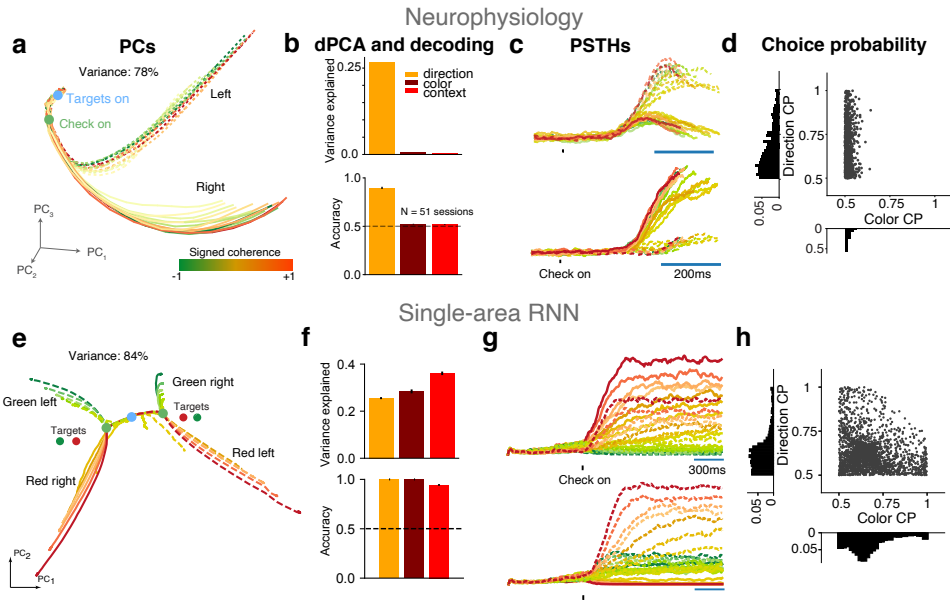 Neurophysiology
a
PCs
Variance: 78%
Targets on
Check on
Left
Right
PC3
PC1
PC2
Signed coherence
-1
+1
b
dPCA and decoding
Variance explained
0.25
0.0
direction
color
context
Accuracy
1.0
0.5
0.0
N = 51 sessions
c
PSTHs
Check on
200ms
d
Choice probability
Direction CP
1
0.75
0.5
0.05
0
0.5
0.75
1
Color CP
0
0.5
Single-area RNN
e
Variance: 84%
Green left
Green right
Targets
Targets
Red right
Red left
PC2
PC1
f
Variance explained
0.4
0.2
0.0
Accuracy
1.0
0.5
0.0
g
300ms
Check on
h
Direction CP
1
0.75
0.5
0.05
0
0.5
0.75
1
Color CP
0
0.05